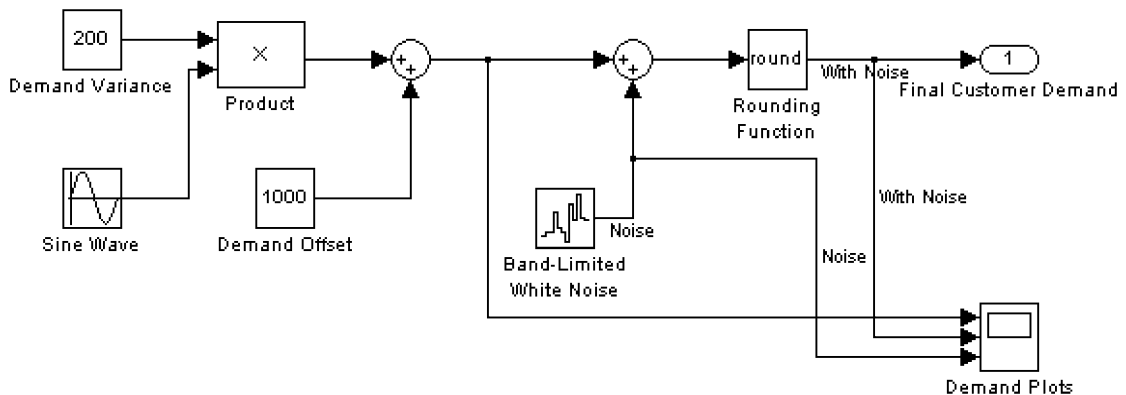 200
Demand Variance
×
Product
Sine Wave
1000
Demand Offset
+
+
+
+
Band-Limited
White Noise
Noise
round
Rounding
Function
With Noise
1
Final Customer Demand
With Noise
Noise
Demand Plots